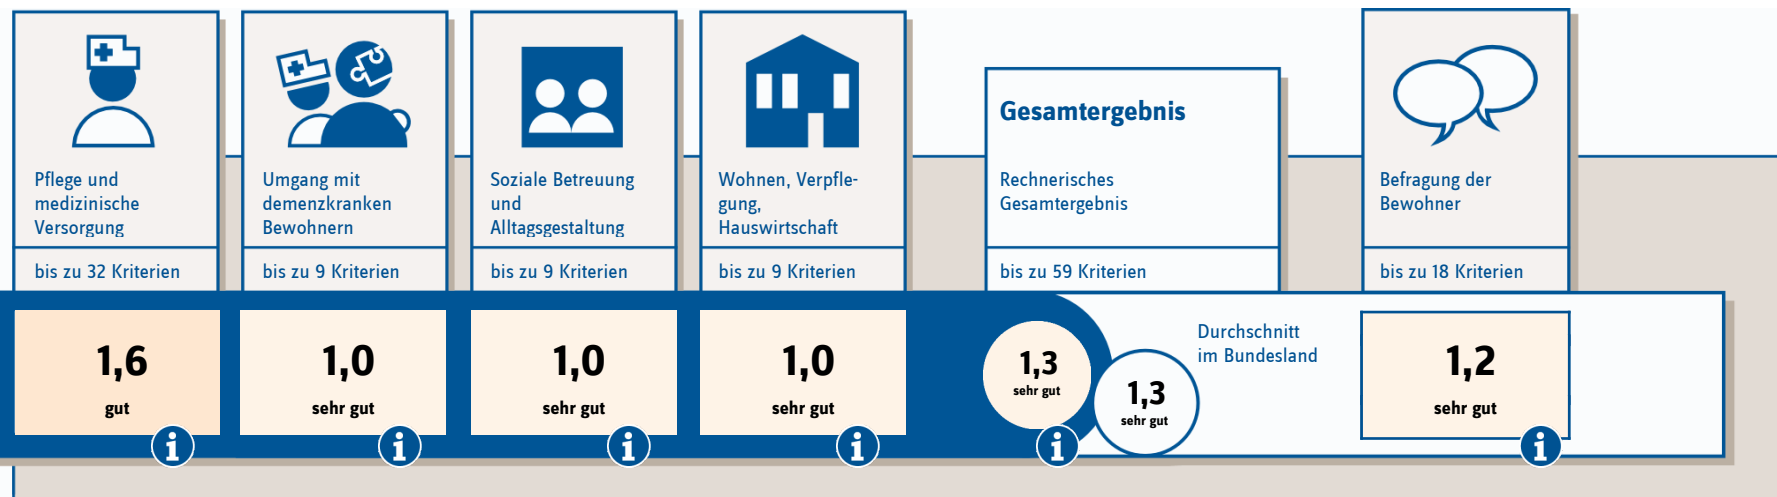 Pflege und
medizinische
Versorgung
bis zu 32 Kriterien
1,6
gut
Umgang mit
demenzkranken
Bewohnern
bis zu 9 Kriterien
1,0
sehr gut
Soziale Betreuung
und
Alltagsgestaltung
bis zu 9 Kriterien
1,0
sehr gut
Wohnen, Verpfle-
gung,
Hauswirtschaft
bis zu 9 Kriterien
1,0
sehr gut
Gesamtergebnis
Rechnerisches
Gesamtergebnis
bis zu 59 Kriterien
1,3
sehr gut
1,3
sehr gut
Durchschnitt
im Bundesland
Befragung der
Bewohner
bis zu 18 Kriterien
1,2
sehr gut